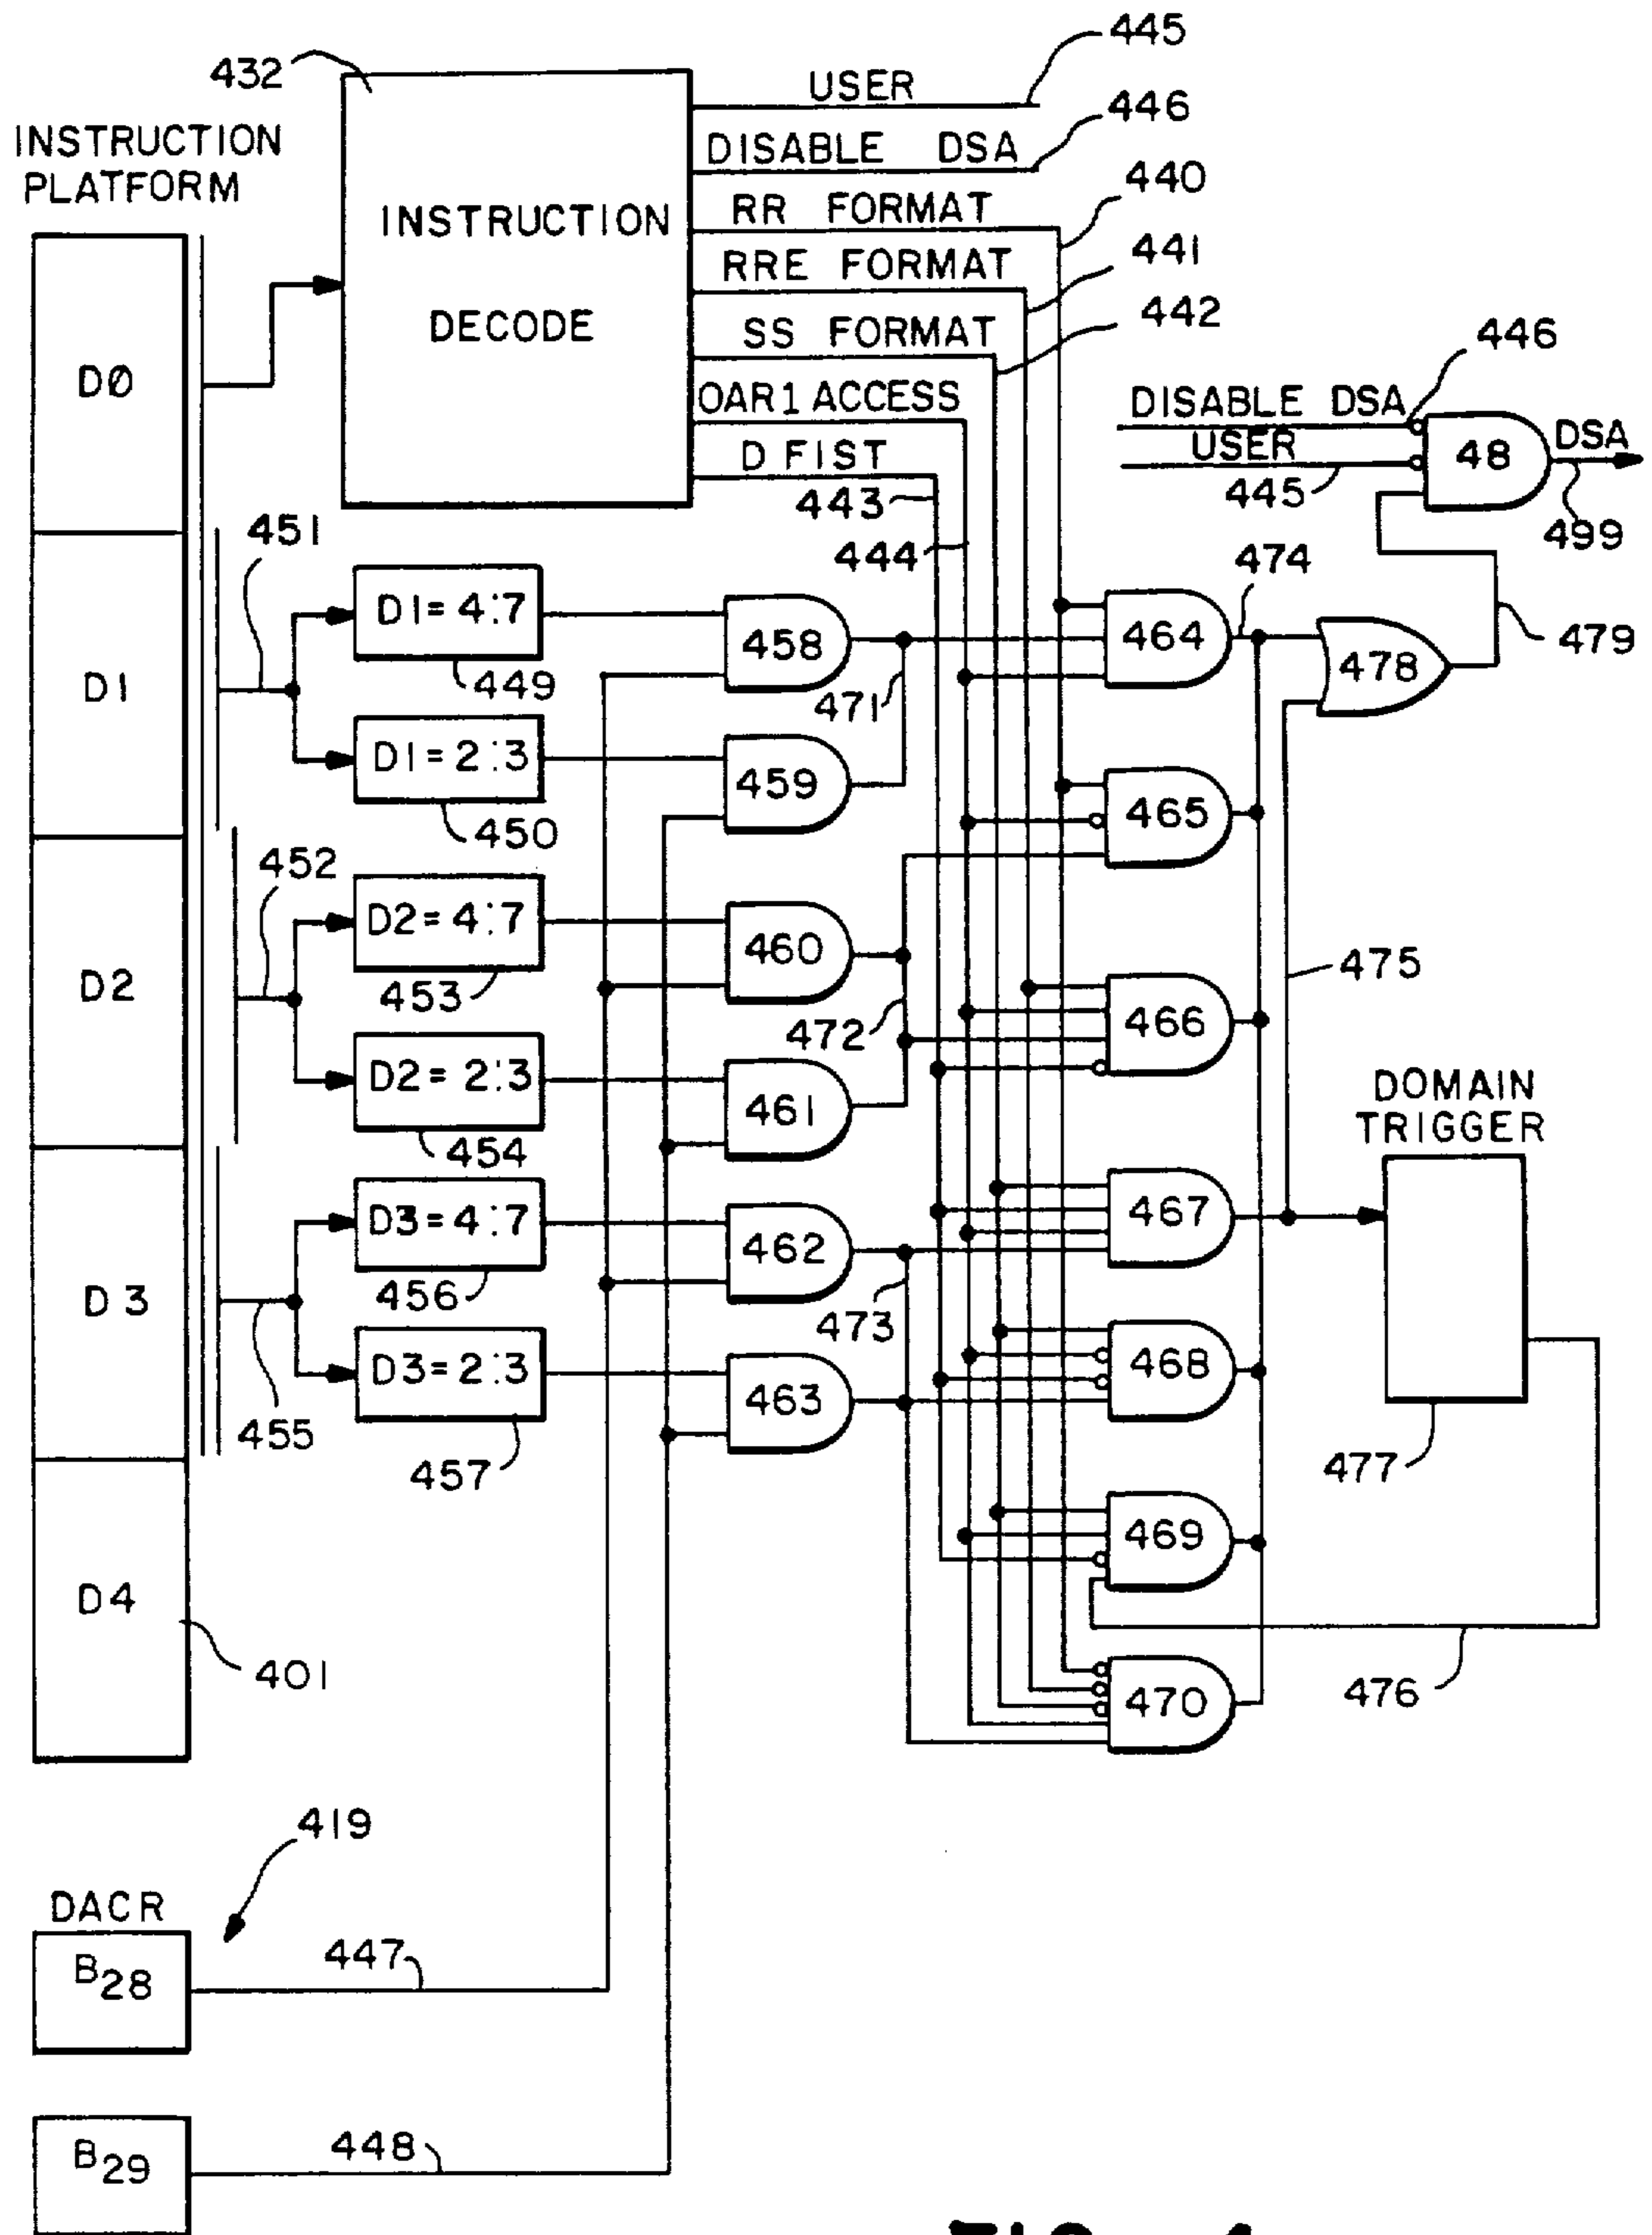 445
432
USER
446
INSTRUCTION
PLATFORM
DISABLE DSA
440
RR FORMAT
INSTRUCTION
441
RRE FORMAT
442
DECODE
SS FORMAT
446
D0
OAR1 ACCESS
DISABLE DSA
DSA
USER
48
D FIST
443
445
499
451
444
474
D1 = 4:7
458
464
479
D1
449
478
471
D1 = 2:3
459
465
450
452
D2 = 4:7
460
475
D2
453
466
472
D2 = 2:3
461
DOMAIN
TRIGGER
454
D3 = 4:7
467
462
D3
456
473
D3 = 2:3
468
463
455
457
477
469
D4
401
476
470
419
DACR
447
B28
448
B29